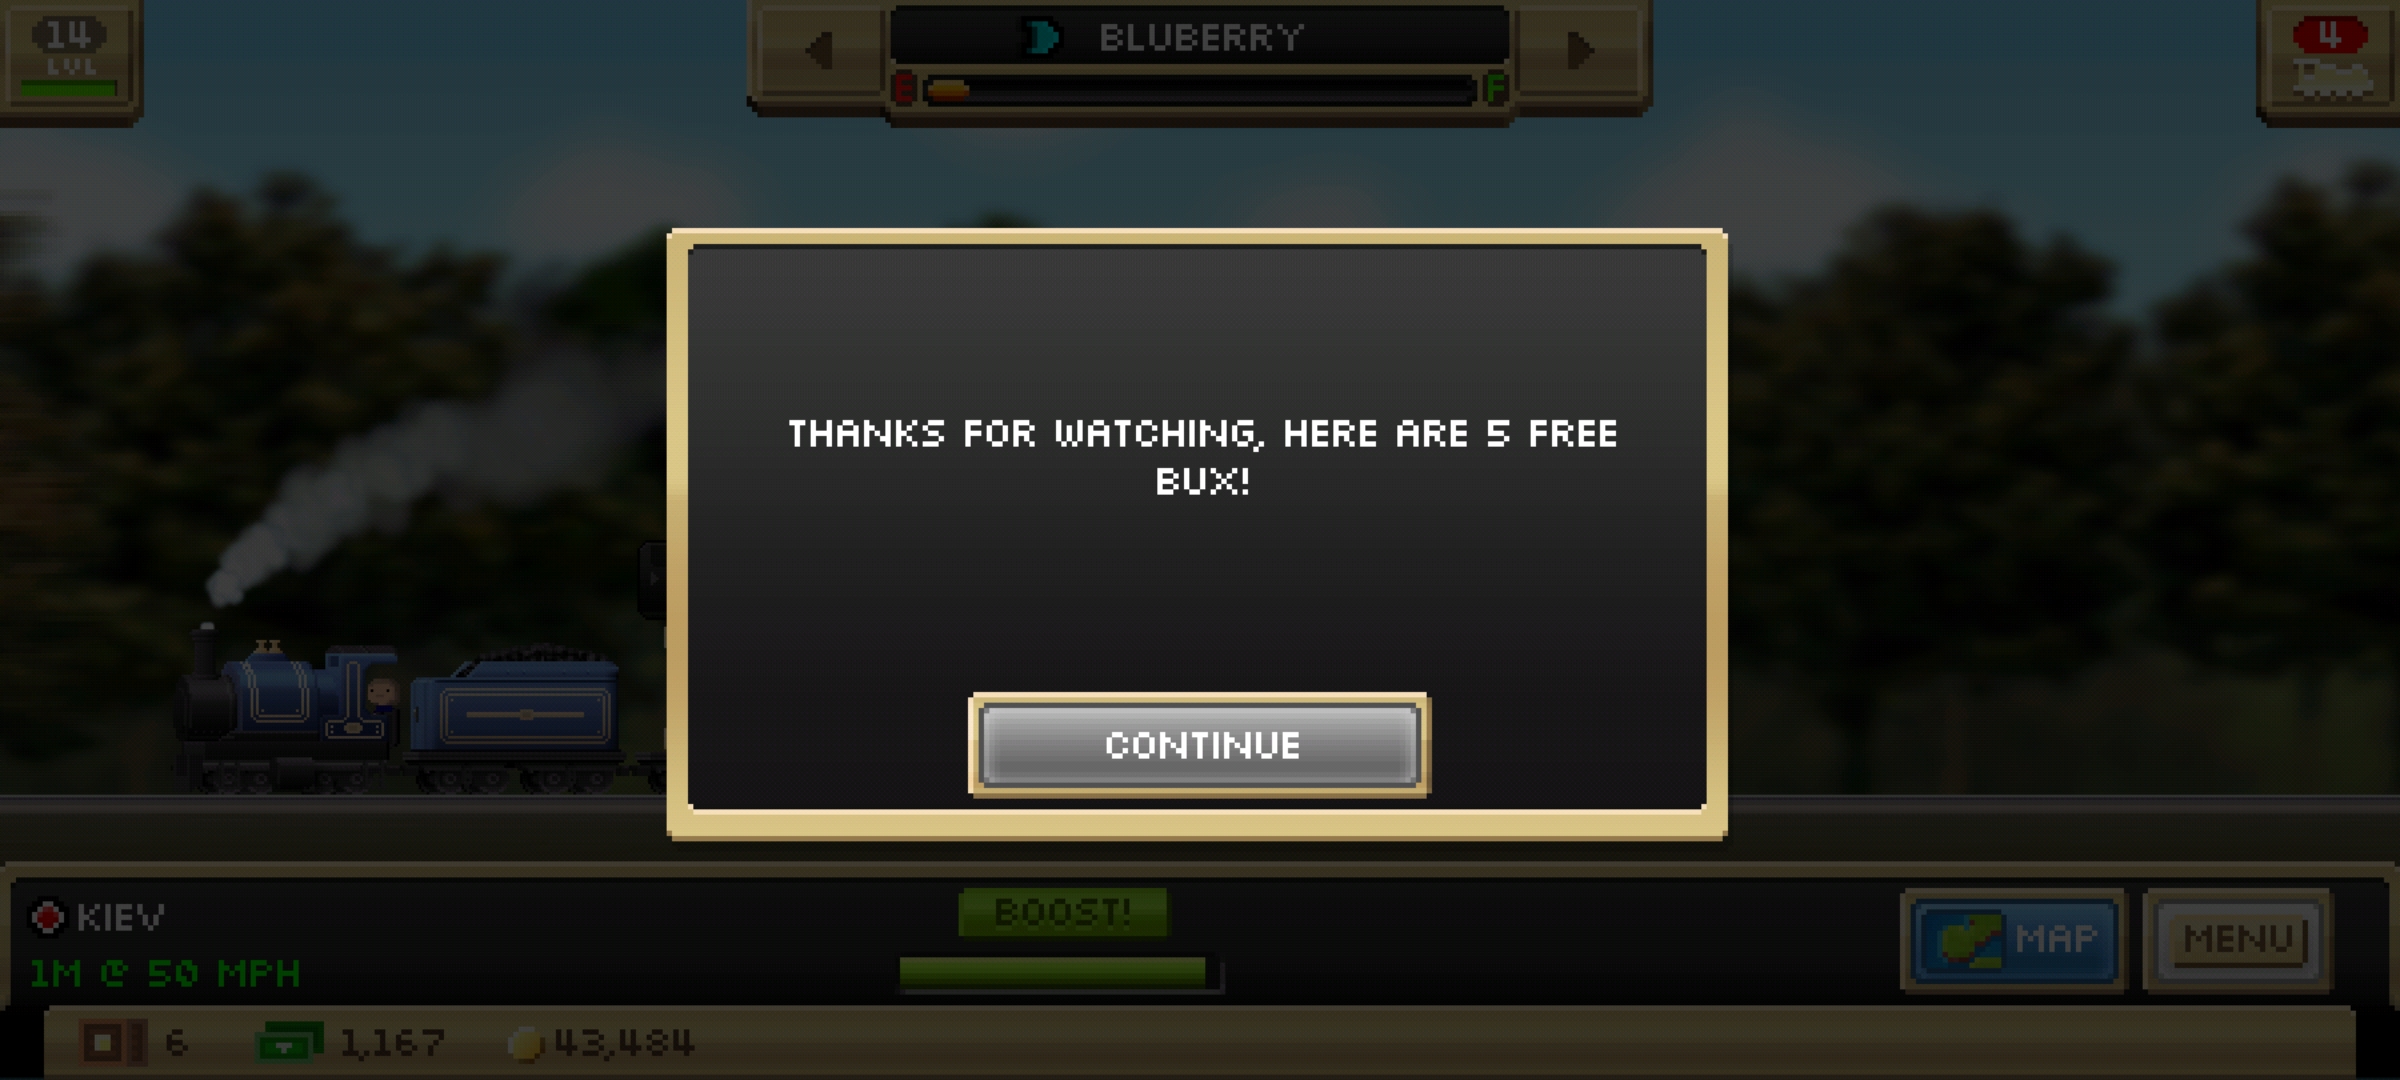 14
LVL
BLUBERRY
E F
4
THANKS FOR WATCHING, HERE ARE 5 FREE
BUX!
CONTINUE
KIEV
1M @ 50 MPH
BOOST!
MAP
MENU
6 1,167 43,484